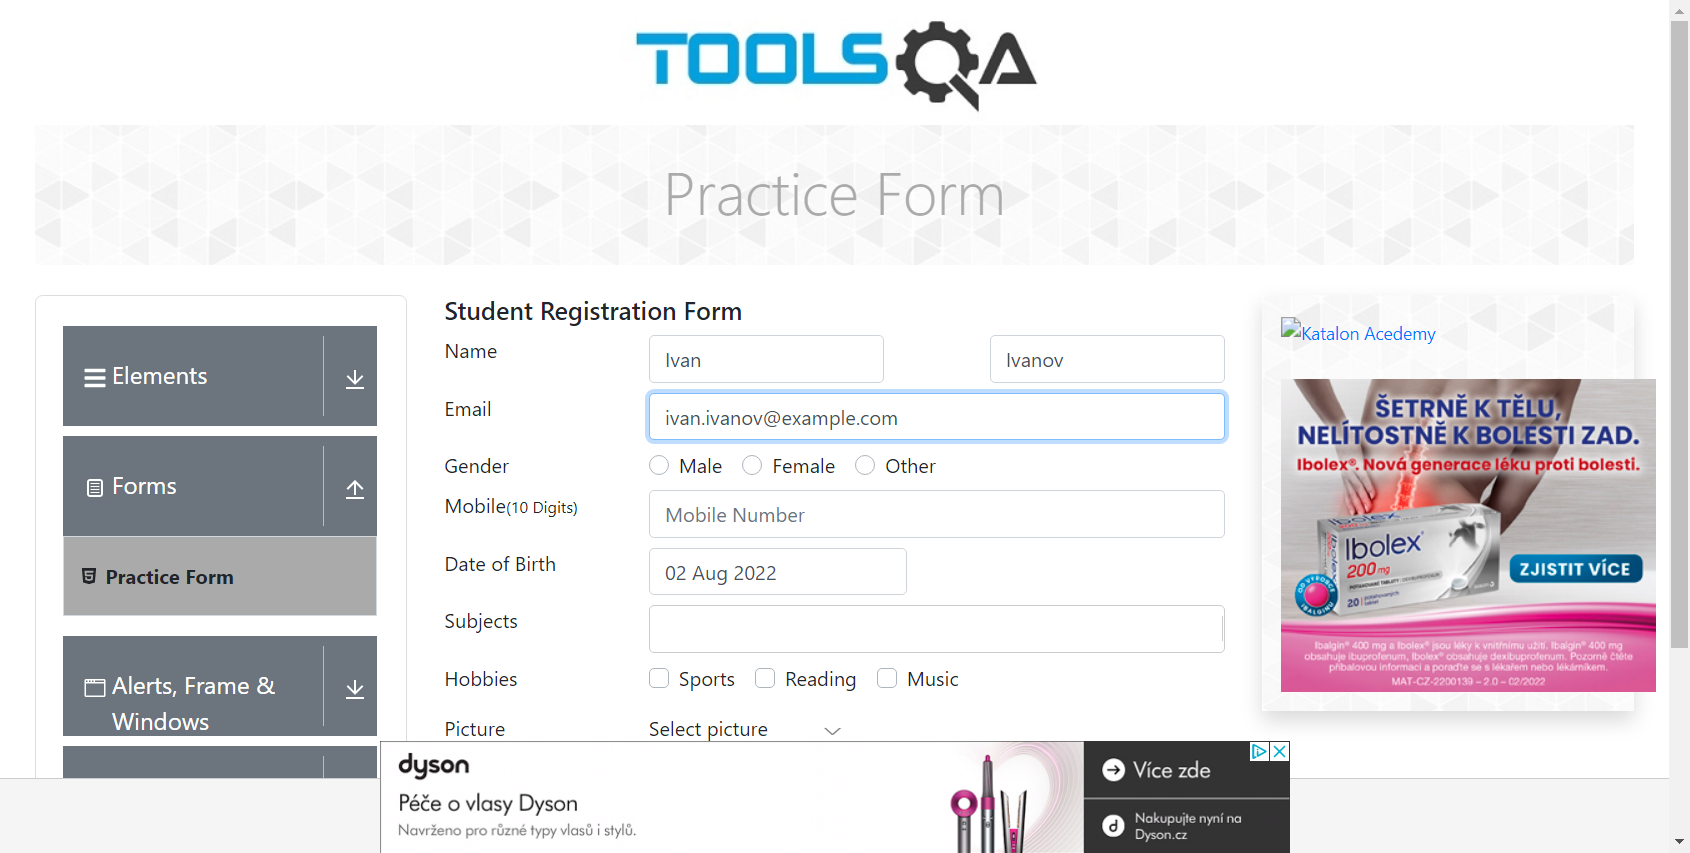 TOOLSQA
Practice Form
Elements
Forms
Practice Form
Alerts, Frame &
Windows
Student Registration Form
Name
Ivan
Ivanov
Email
ivan.ivanov@example.com
Gender
Male
Female
Other
Mobile(10 Digits)
Mobile Number
Date of Birth
02 Aug 2022
Subjects
Hobbies
Sports
Reading
Music
Picture
Select picture
Katalon Acedemy
ŠETRNĚ K TĚLU,
NELÍTOSTNĚ K BOLESTI ZAD.
Ibolex®. Nová generace léku proti bolesti.
Ibolex
200 mg
20
OD VÝROBCE
IBALGINU
ZJISTIT VÍCE
Ibalgin® 400 mg a Ibolex® jsou léky k vnitřnímu užití. Ibalgin® 400 mg
obsahuje ibuprofenum, Ibolex® obsahuje dexibuprofenum. Pozorně čtěte
příbalovou informaci a poraďte se s lékařem nebo lékárníkem.
MAT-CZ-2200139 – 2.0 – 02/2022
dyson
Péče o vlasy Dyson
Navrženo pro různé typy vlasů i stylů.
Více zde
Nakupujte nyní na
Dyson.cz